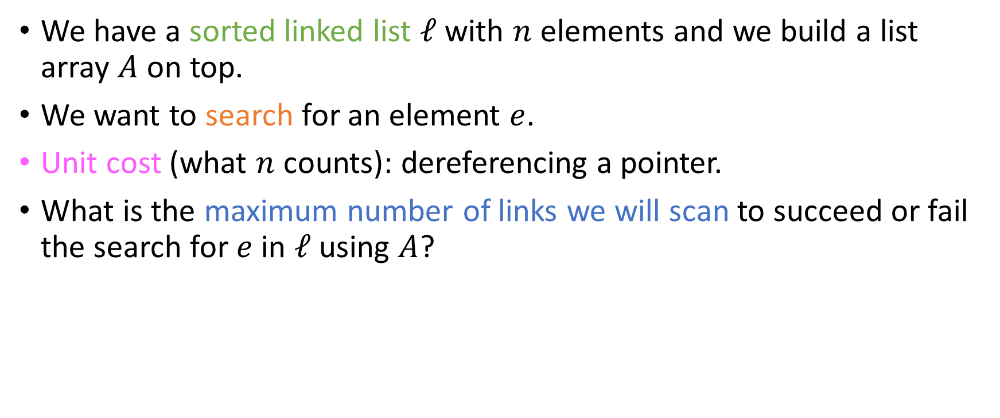 • We have a sorted linked list ℓ with n elements and we build a list
array A on top.
• We want to search for an element e.
• Unit cost (what n counts): dereferencing a pointer.
• What is the maximum number of links we will scan to succeed or fail
the search for e in ℓ using A?